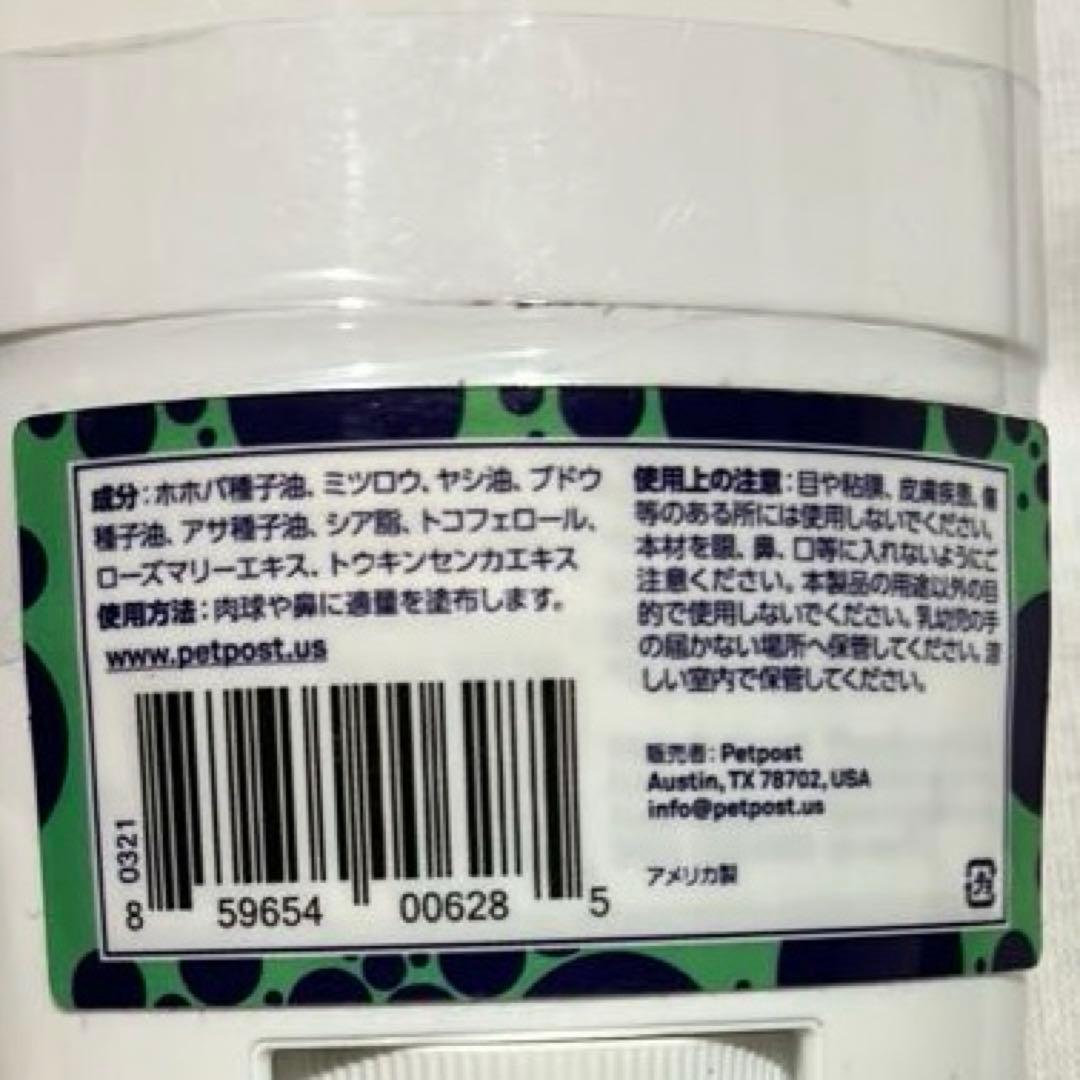 成分：ホホバ種子油、ミツロウ、ヤシ油、ブドウ
種子油、アサ種子油、シア脂、トコフェロール、
ローズマリーエキス、トウキンセンカエキス
使用方法：肉球や鼻に適量を塗布します。
www.petpost.us
0321
8 59654 00628 5
使用上の注意：目や粘膜、皮膚疾患、傷
等のある所には使用しないでください。
本材を眼、鼻、口等に入れないようにご
注意ください。本製品の用途以外の目
的で使用しないでください。乳幼児の手
の届かない場所へ保管してください。涼
しい室内で保管してください。
販売者：Petpost
Austin, TX 78702, USA
info@petpost.us
アメリカ製